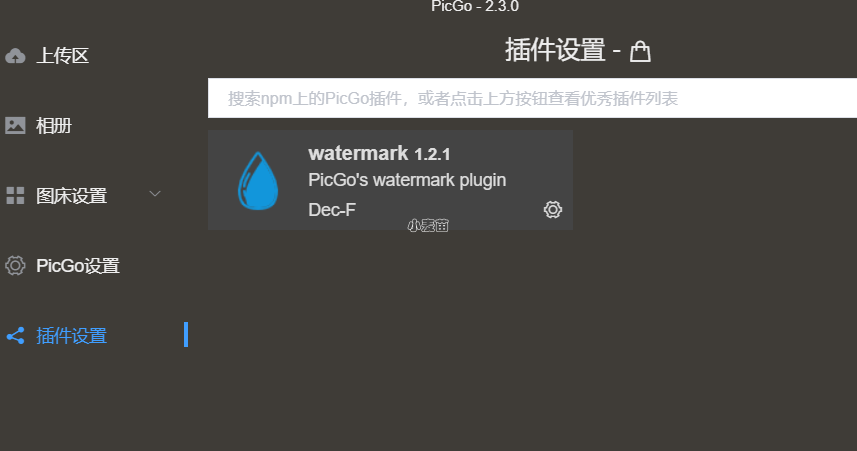 PicGo - 2.3.0
上传区
插件设置 -
搜索npm上的PicGo插件，或者点击上方按钮查看优秀插件列表
相册
watermark 1.2.1
PicGo's watermark plugin
图床设置
Dec-F
小麦苗
PicGo设置
插件设置